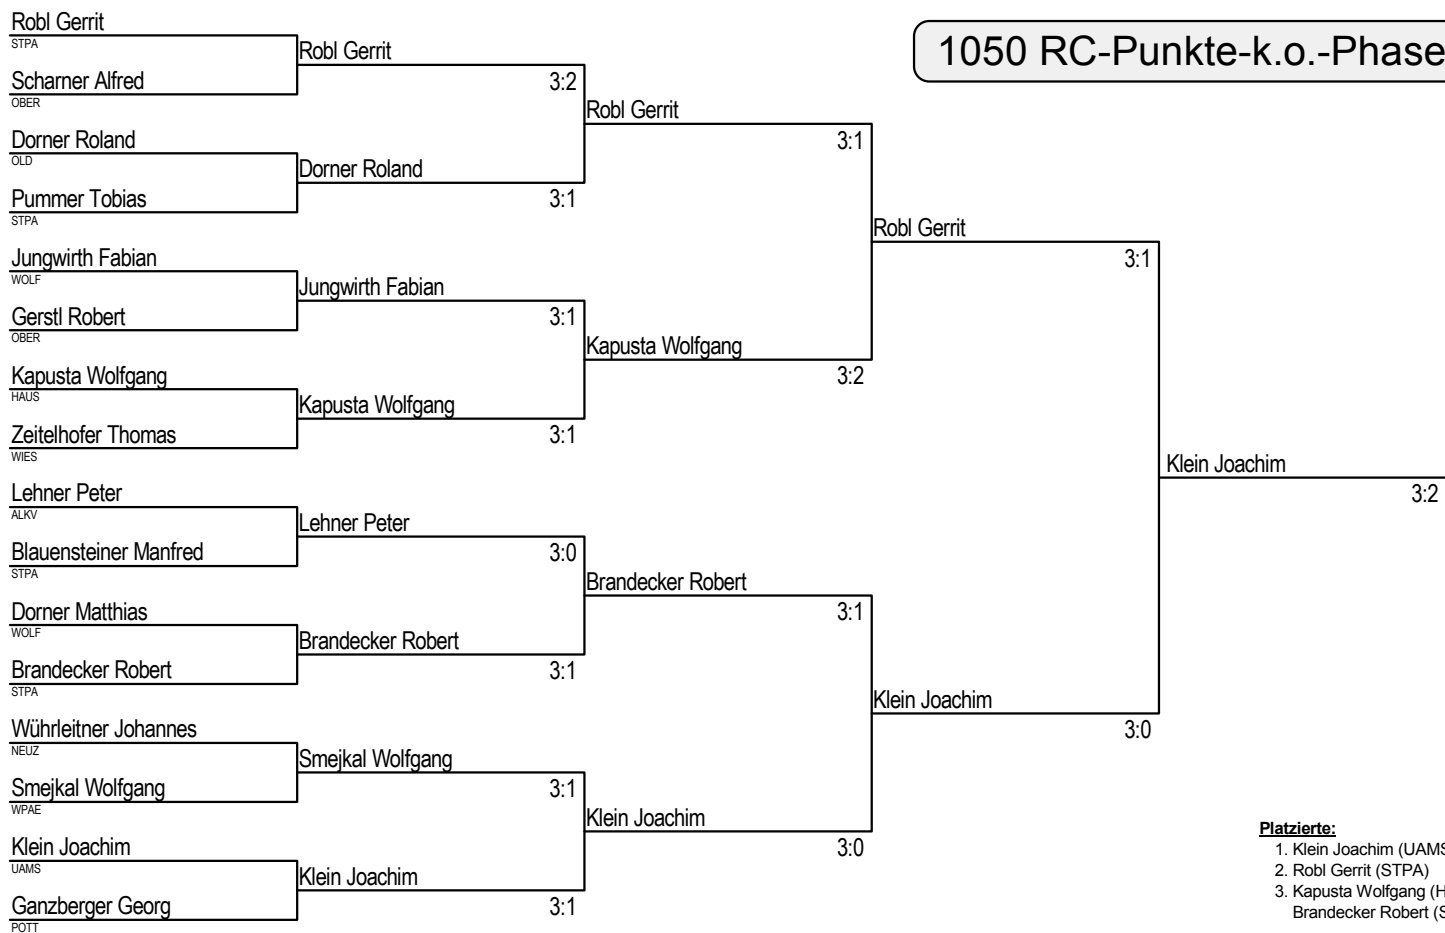 1050 RC-Punkte-k.o.-Phase
Robl Gerrit
STPA
Scharner Alfred
OBER
Dorner Roland
OLD
Pummer Tobias
STPA
Jungwirth Fabian
WOLF
Gerstl Robert
OBER
Kapusta Wolfgang
HAUS
Zeitelhofer Thomas
WIES
Lehner Peter
ALKV
Blauensteiner Manfred
STPA
Dorner Matthias
WOLF
Brandecker Robert
STPA
Wührleitner Johannes
NEUZ
Smejkal Wolfgang
WPAE
Klein Joachim
UAMS
Ganzberger Georg
POTT
Robl Gerrit
3:2
Dorner Roland
3:1
Jungwirth Fabian
3:1
Kapusta Wolfgang
3:1
Lehner Peter
3:0
Brandecker Robert
3:1
Smejkal Wolfgang
3:1
Klein Joachim
3:1
Robl Gerrit
3:1
Kapusta Wolfgang
3:2
Brandecker Robert
3:1
Klein Joachim
3:0
Robl Gerrit
3:1
Klein Joachim
3:0
Klein Joachim
3:2
Platzierte:
1. Klein Joachim (UAMS
2. Robl Gerrit (STPA)
3. Kapusta Wolfgang (H
Brandecker Robert (S